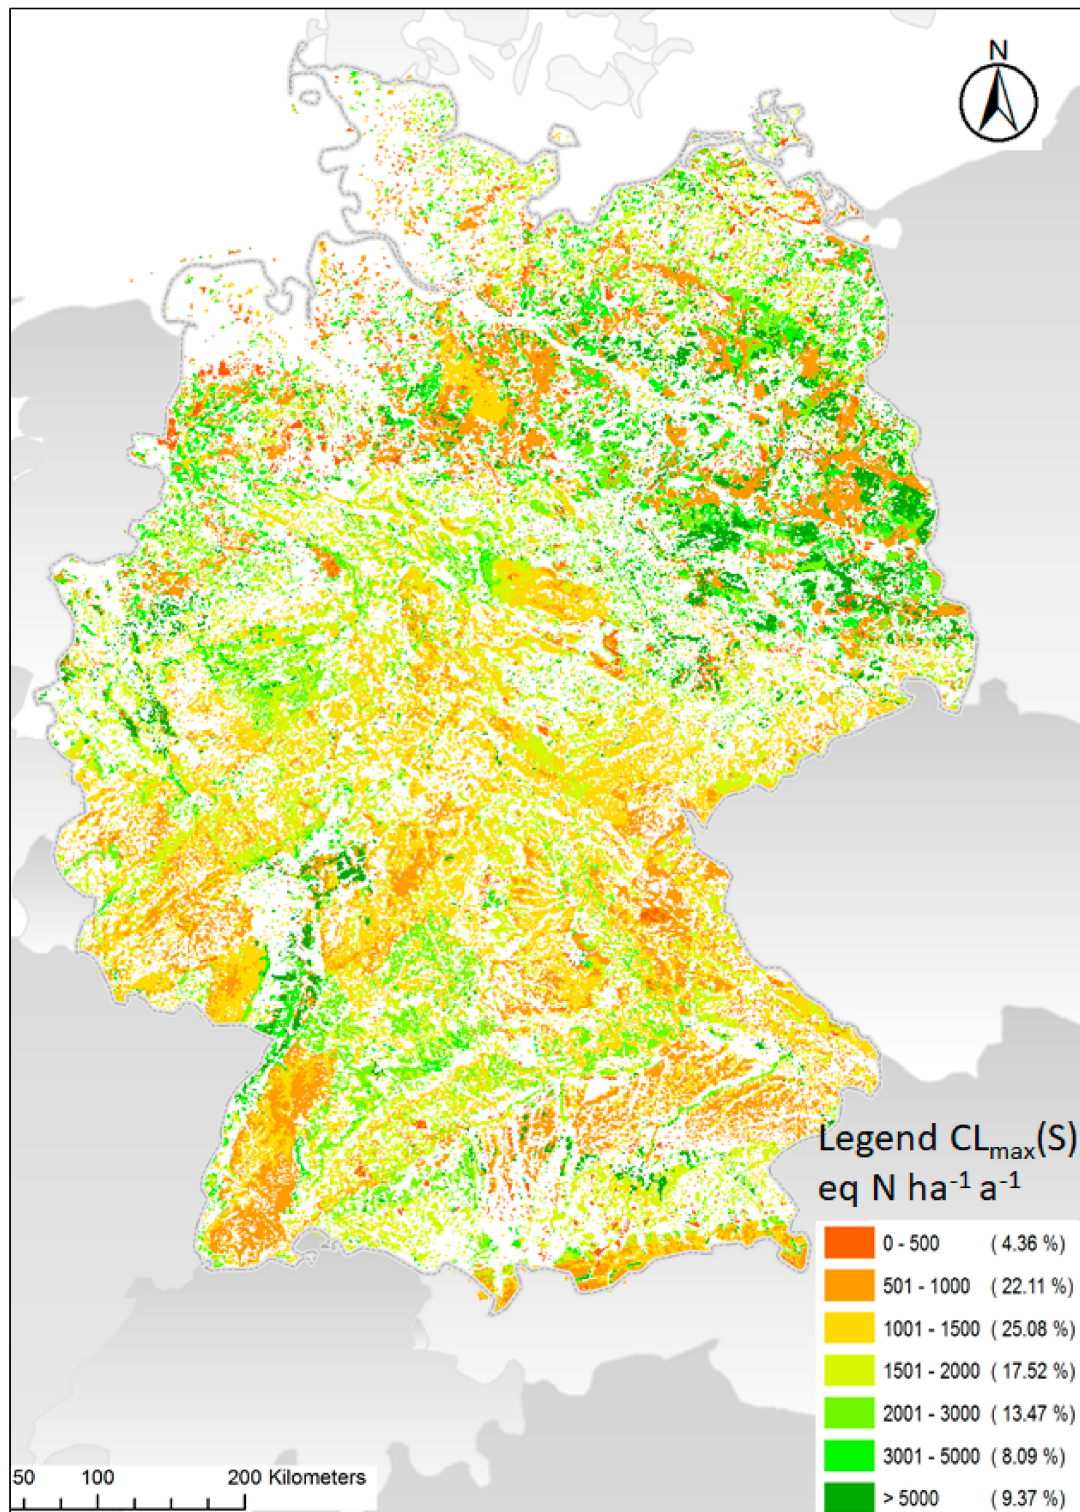 N
Legend CLmax(S)
eq N ha-1 a-1
0 - 500 ( 4.36 %)
501 - 1000 ( 22.11 %)
1001 - 1500 ( 25.08 %)
1501 - 2000 ( 17.52 %)
2001 - 3000 ( 13.47 %)
3001 - 5000 ( 8.09 %)
> 5000 ( 9.37 %)
50 100 200 Kilometers